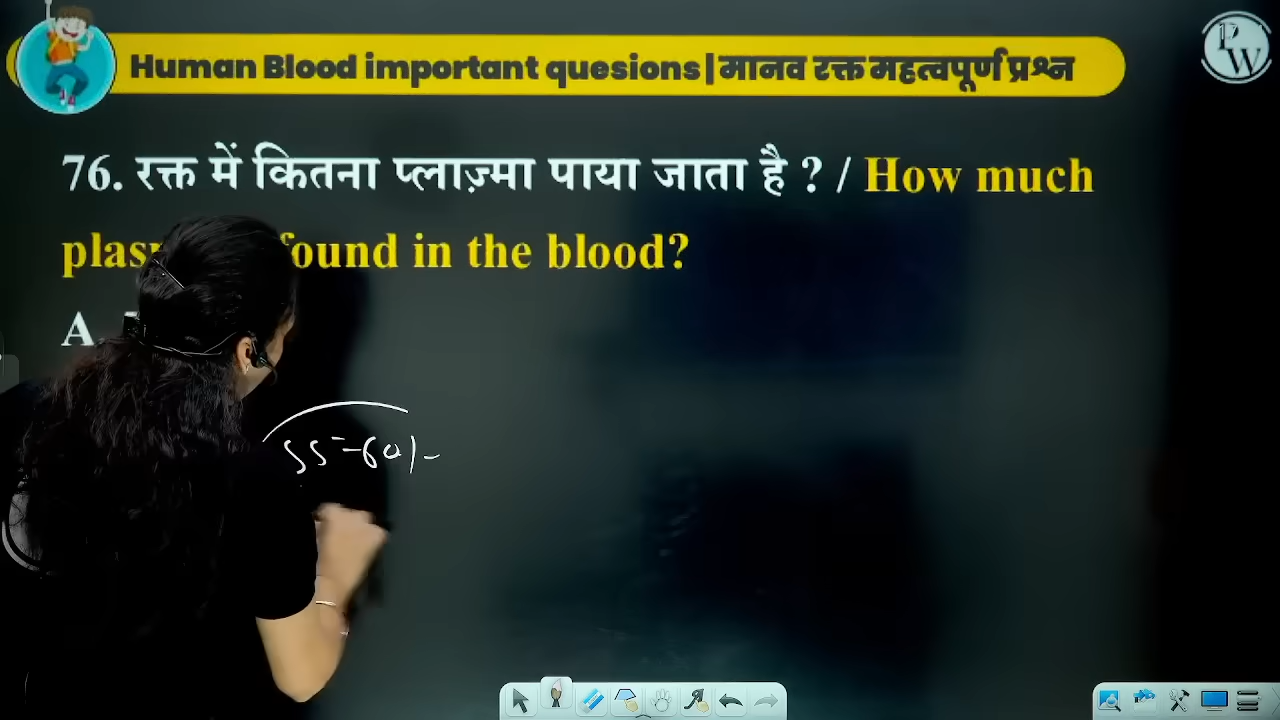 Human Blood important quesions|मानव रक्त महत्वपूर्ण प्रश्न
PW
76. रक्त में कितना प्लाज़्मा पाया जाता है ? / How much
found in the blood?
A.
55-60%